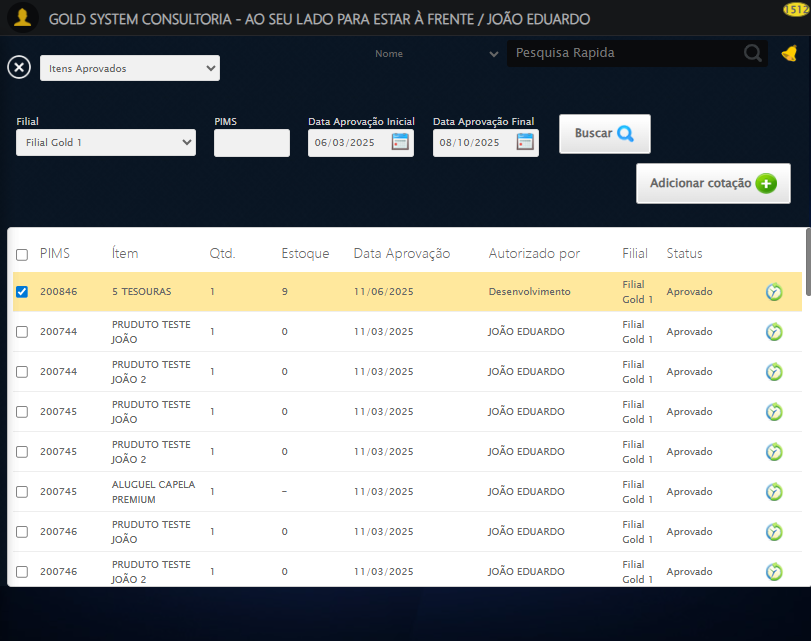 GOLD SYSTEM CONSULTORIA - AO SEU LADO PARA ESTAR À FRENTE / JOÃO EDUARDO
1512
Itens Aprovados
Nome
Pesquisa Rapida
Filial
PIMS
Data Aprovação Inicial
Data Aprovação Final
Filial Gold 1
06/03/2025
08/10/2025
Buscar
Adicionar cotação
PIMS Ítem Qtd. Estoque Data Aprovação Autorizado por Filial Status
200846 5 TESOURAS 1 9 11/06/2025 Desenvolvimento Filial Gold 1 Aprovado
200744 PRUDUTO TESTE JOÃO 1 0 11/03/2025 JOÃO EDUARDO Filial Gold 1 Aprovado
200744 PRUDUTO TESTE JOÃO 2 1 0 11/03/2025 JOÃO EDUARDO Filial Gold 1 Aprovado
200745 PRUDUTO TESTE JOÃO 1 0 11/03/2025 JOÃO EDUARDO Filial Gold 1 Aprovado
200745 PRUDUTO TESTE JOÃO 2 1 0 11/03/2025 JOÃO EDUARDO Filial Gold 1 Aprovado
200745 ALUGUEL CAPELA PREMIUM 1 - 11/03/2025 JOÃO EDUARDO Filial Gold 1 Aprovado
200746 PRUDUTO TESTE JOÃO 1 0 11/03/2025 JOÃO EDUARDO Filial Gold 1 Aprovado
200746 PRUDUTO TESTE JOÃO 2 1 0 11/03/2025 JOÃO EDUARDO Filial Gold 1 Aprovado